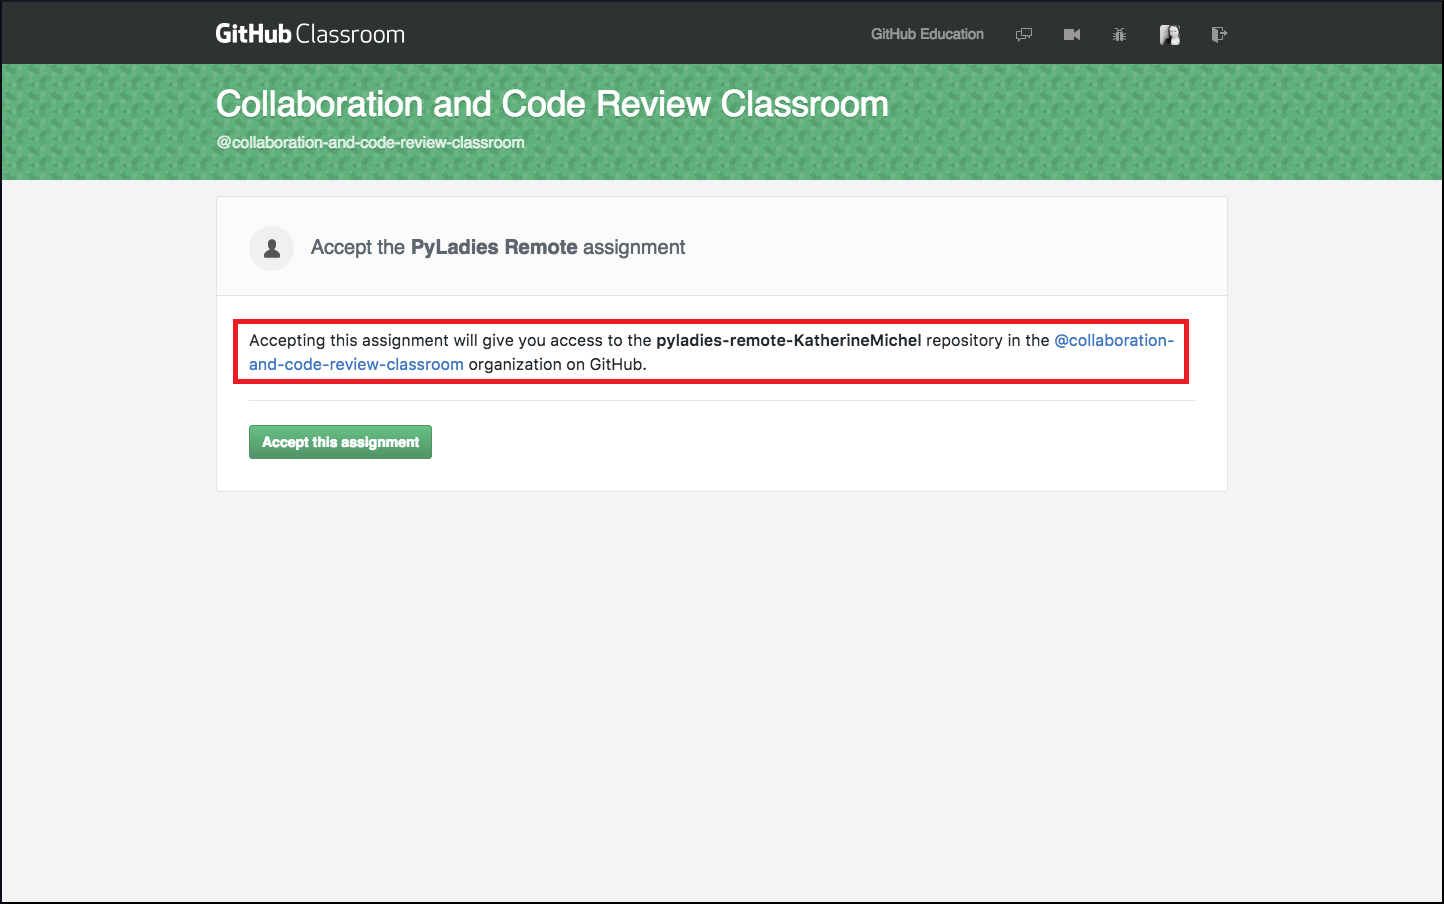 GitHub Classroom
GitHub Education
Collaboration and Code Review Classroom
@collaboration-and-code-review-classroom
Accept the PyLadies Remote assignment
Accepting this assignment will give you access to the pyladies-remote-KatherineMichel repository in the @collaboration-
and-code-review-classroom organization on GitHub.
Accept this assignment